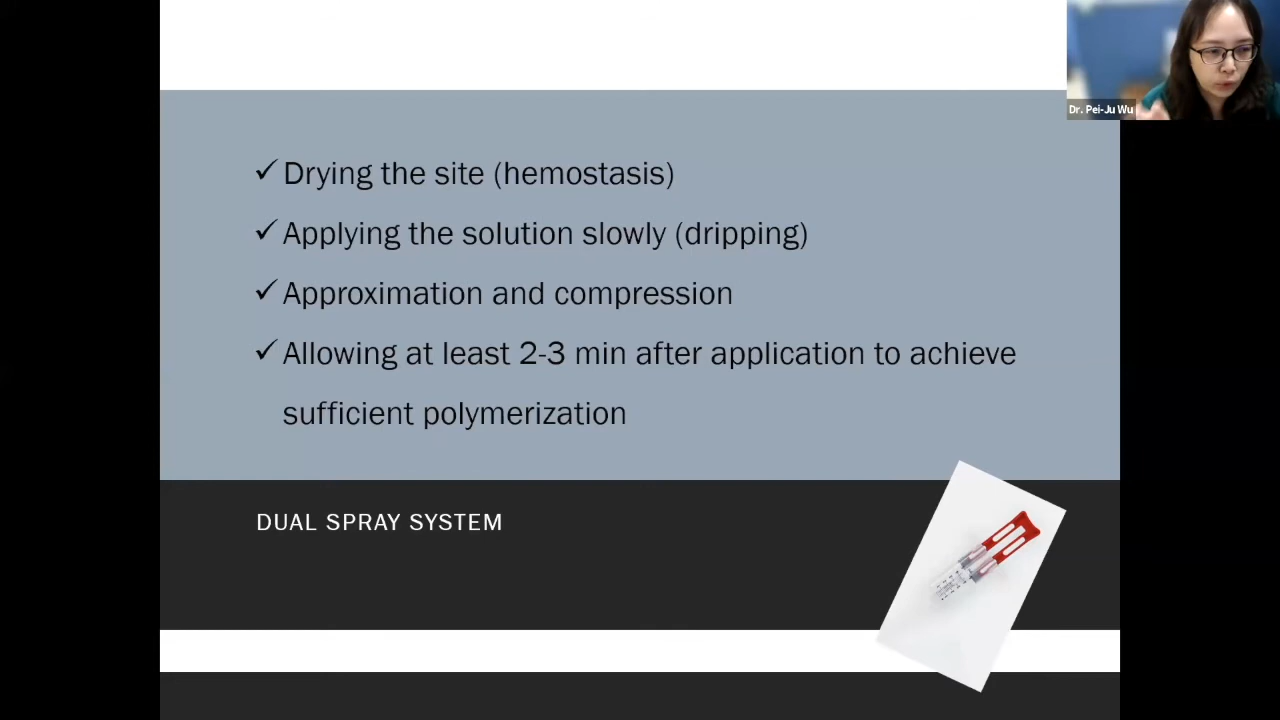 Dr. Pei-Ju Wu
✓ Drying the site (hemostasis)
✓ Applying the solution slowly (dripping)
✓ Approximation and compression
✓ Allowing at least 2-3 min after application to achieve
sufficient polymerization
DUAL SPRAY SYSTEM